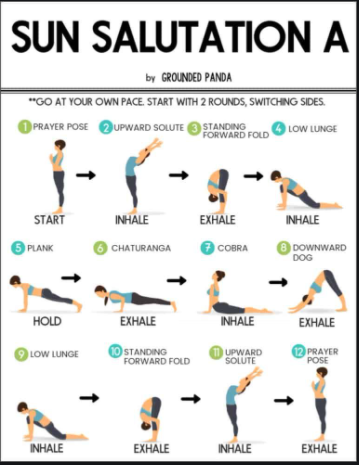 SUN SALUTATION A
by GROUNDED PANDA
**GO AT YOUR OWN PACE. START WITH 2 ROUNDS, SWITCHING SIDES.
1 PRAYER POSE
2 UPWARD SOLUTE
3 STANDING
FORWARD FOLD
4 LOW LUNGE
START
INHALE
EXHALE
INHALE
5 PLANK
6 CHATURANGA
7 COBRA
8 DOWNWARD
DOG
HOLD
EXHALE
INHALE
EXHALE
9 LOW LUNGE
10 STANDING
FORWARD FOLD
11 UPWARD
SOLUTE
12 PRAYER
POSE
INHALE
EXHALE
INHALE
EXHALE